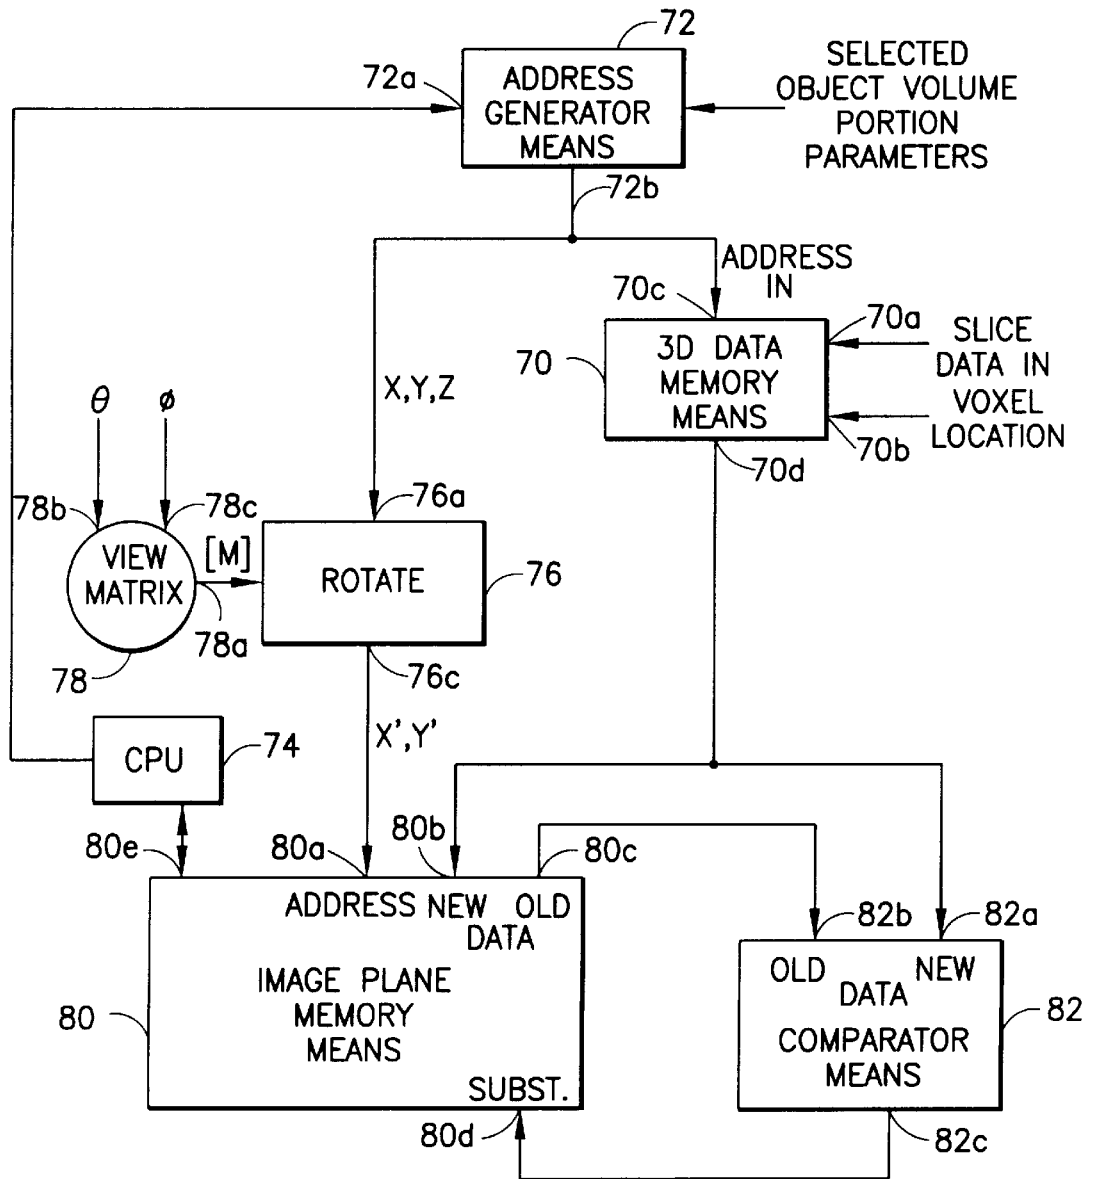 72
72a
ADDRESS
GENERATOR
MEANS
SELECTED
OBJECT VOLUME
PORTION
PARAMETERS
72b
ADDRESS
IN
70c
70a
70
3D DATA
MEMORY
MEANS
SLICE
DATA IN
VOXEL
LOCATION
70b
70d
X,Y,Z
θ
ø
78b
78c
76a
VIEW
MATRIX
[M]
ROTATE
76
78a
78
76c
X',Y'
CPU
74
80e
80a
80b
80c
82b
82a
ADDRESS NEW OLD
DATA
IMAGE PLANE
MEMORY
MEANS
80
SUBST.
80d
OLD NEW
DATA
COMPARATOR
MEANS
82
82c